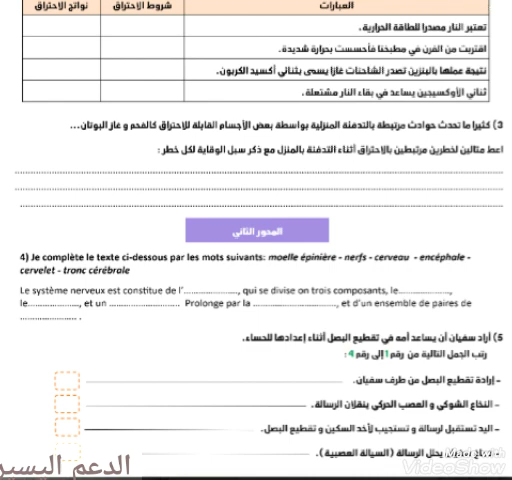 العبارات شروط الاحتراق نواتج الاحتراق
تعتبر النار مصدرا للطاقة الحرارية.
اقتربت من الفرن في مطبخنا فأحسست بحرارة شديدة.
نتيجة عملها بالبنزين تصدر الشاحنات غازا يسمى بثنائي أكسيد الكربون.
ثنائي الأوكسيجين يساعد في بقاء النار مشتعلة.
3) كثيرا ما تحدث حوادث مرتبطة بالتدفئة المنزلية بواسطة بعض الأجسام القابلة للاحتراق كالفحم و غاز البوتان...
اعط مثالين لخطرين مرتبطين بالاحتراق أثناء التدفئة بالمنزل مع ذكر سبل الوقاية لكل خطر :
المحور الثاني
4) Je complète le texte ci-dessous par les mots suivants: moelle épinière - nerfs - cerveau - encéphale -
cervelet - tronc cérébrale
Le système nerveux est constitue de l'..................., qui se divise on trois composants, le..................,
le..................., et un ......................... Prolonge par la .............................., et d'un ensemble de paires de
..................... .
5) أراد سفيان أن يساعد أمه في تقطيع البصل أثناء إعدادها للحساء.
رتب الجمل التالية من رقم 1 إلى رقم 4 :
- إرادة تقطيع البصل من طرف سفيان.
- النخاع الشوكي و العصب الحركي ينقلان الرسالة.
- اليد تستقبل لرسالة و تستجيب لأخذ السكين و تقطيع البصل.
- سفيان يحلل الرسالة (السيالة العصبية).
الدعم اليسير
Made with
VideoShow